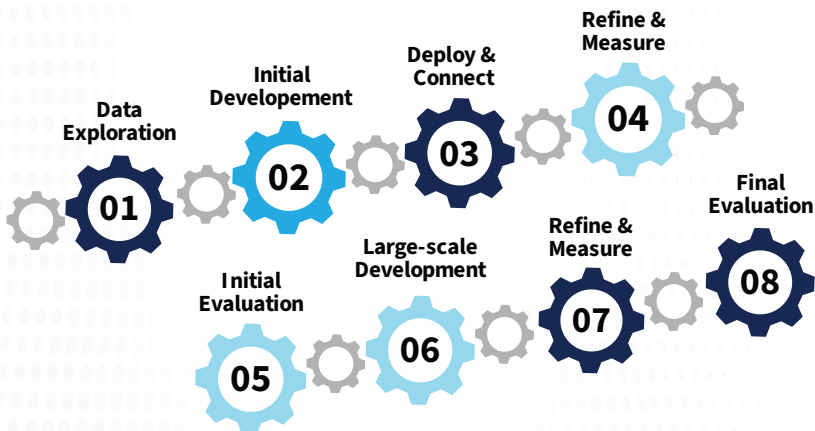 Data
Exploration
01
Initial
Developement
02
Deploy &
Connect
03
Refine &
Measure
04
Initial
Evaluation
05
Large-scale
Development
06
Refine &
Measure
07
Final
Evaluation
08